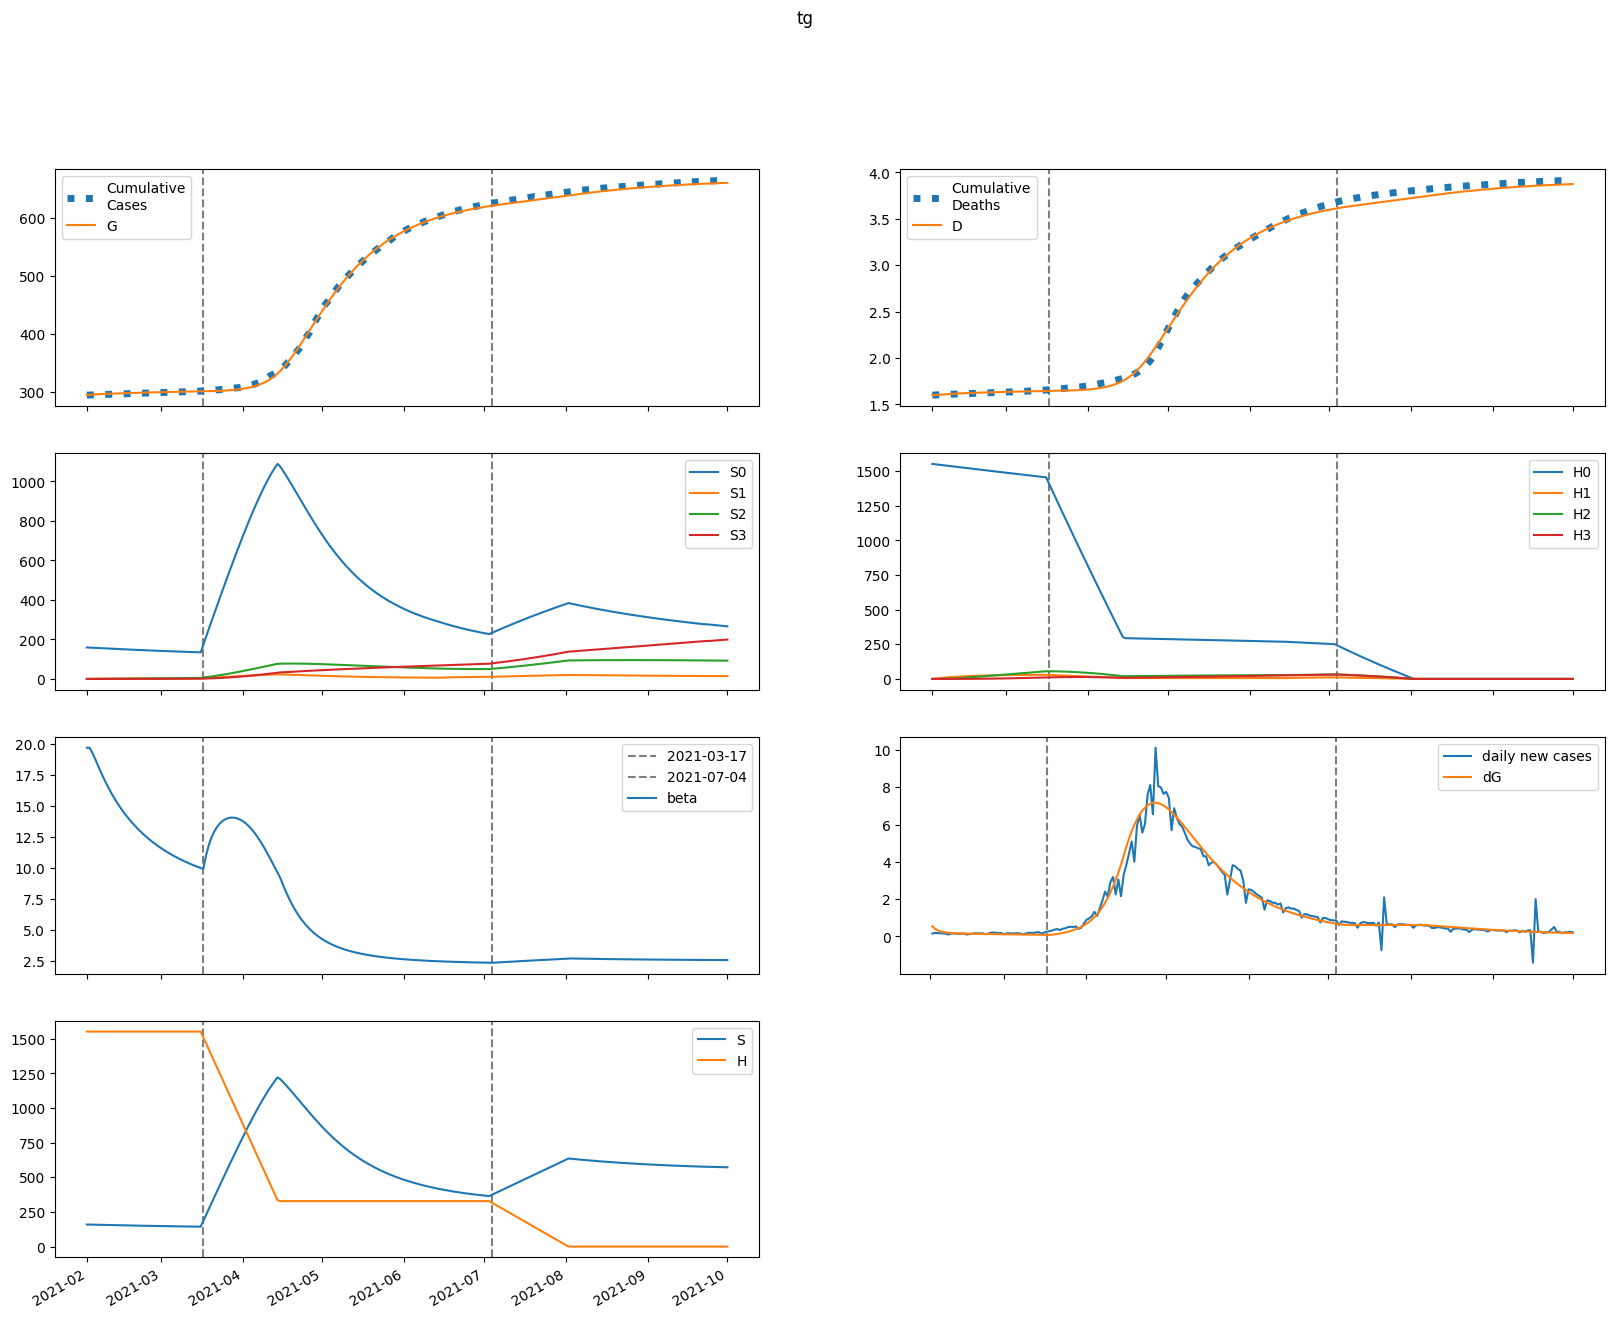 tg
Cumulative
Cases
G
600
500
400
300
Cumulative
Deaths
D
4.0
3.5
3.0
2.5
2.0
1.5
S0
S1
S2
S3
1000
800
600
400
200
0
H0
H1
H2
H3
1500
1250
1000
750
500
250
0
2021-03-17
2021-07-04
beta
20.0
17.5
15.0
12.5
10.0
7.5
5.0
2.5
daily new cases
dG
10
8
6
4
2
0
S
H
1500
1250
1000
750
500
250
0
2021-02
2021-03
2021-04
2021-05
2021-06
2021-07
2021-08
2021-09
2021-10